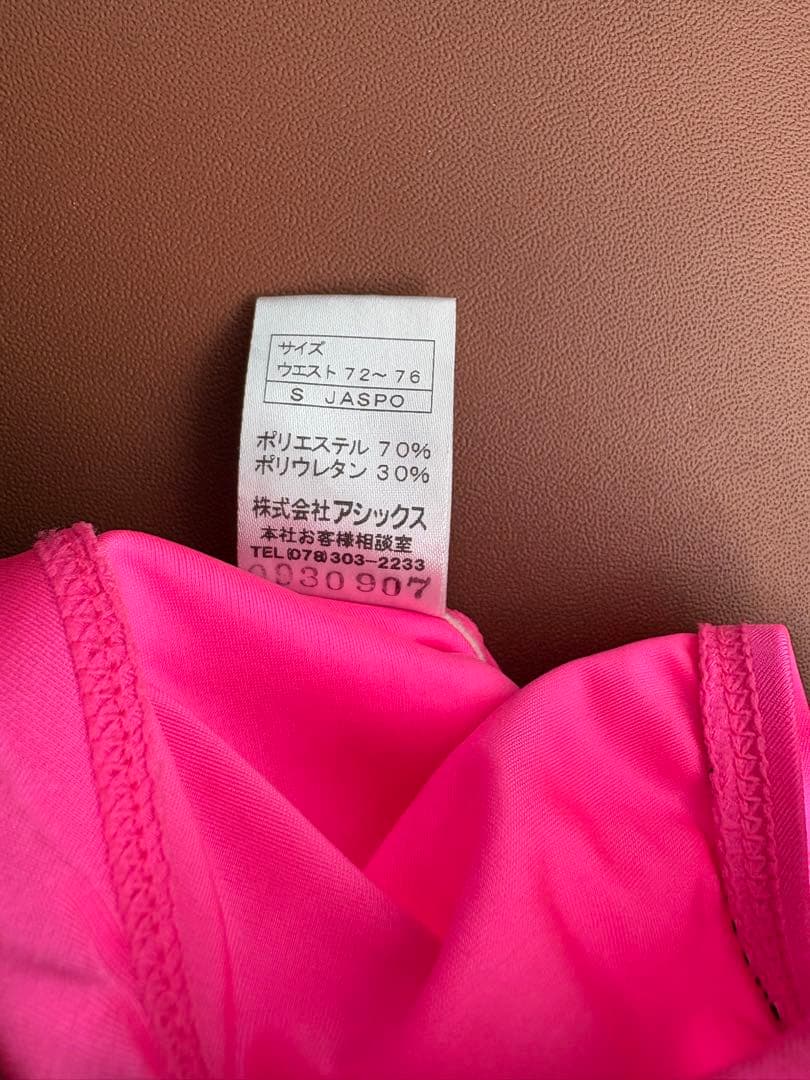 サイズ
ウエスト 72～76
S JASPO
ポリエステル 70%
ポリウレタン 30%
株式会社アシックス
本社お客様相談室
TEL(078)303-2233
0930907